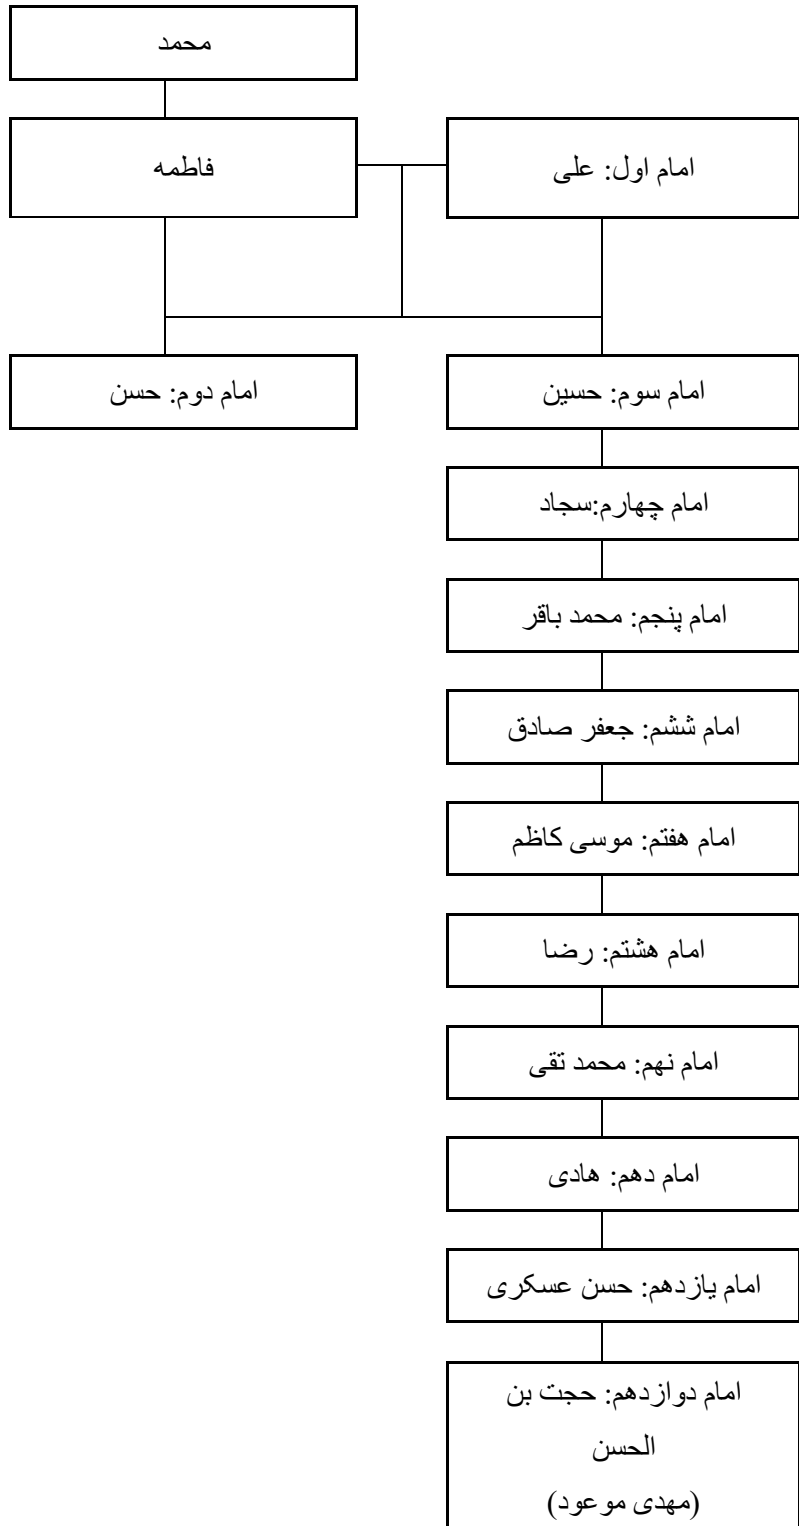 محمد
امام اول: علی
فاطمه
امام سوم: حسین
امام دوم: حسن
امام چهارم:سجاد
امام پنجم: محمد باقر
امام ششم: جعفر صادق
امام هفتم: موسی کاظم
امام هشتم: رضا
امام نهم: محمد تقی
امام دهم: هادی
امام یازدهم: حسن عسکری
امام دوازدهم: حجت بن
الحسن
(مهدی موعود)